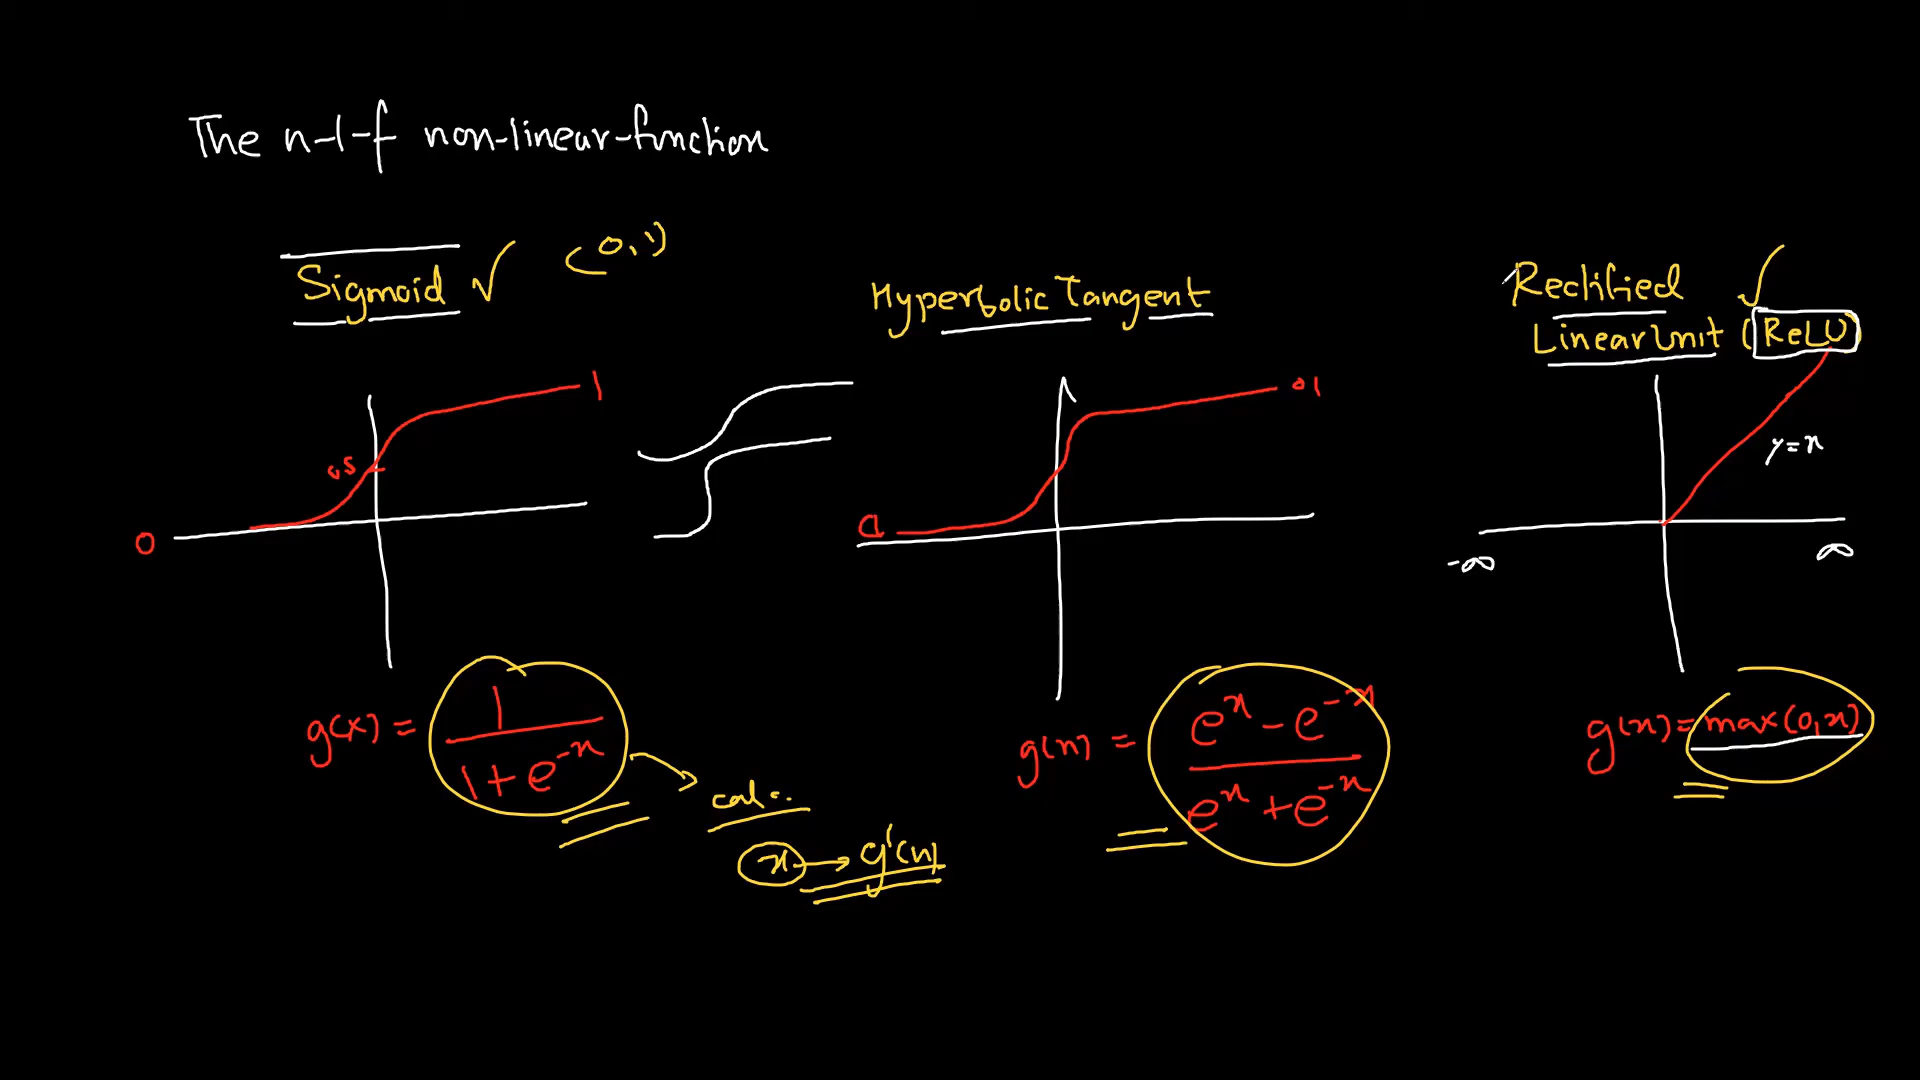 The n-l-f non-linear-function
Sigmoid ✓ (0,1)
1
0.5
0
g(x) = 1 / (1 + e^-x)
calc.
x → g'(x)
Hyperbolic Tangent
1
g(x) = (e^x - e^-x) / (e^x + e^-x)
Rectified ✓
Linear Unit (ReLU)
y=x
-∞ ∞
g(x) = max(0,x)